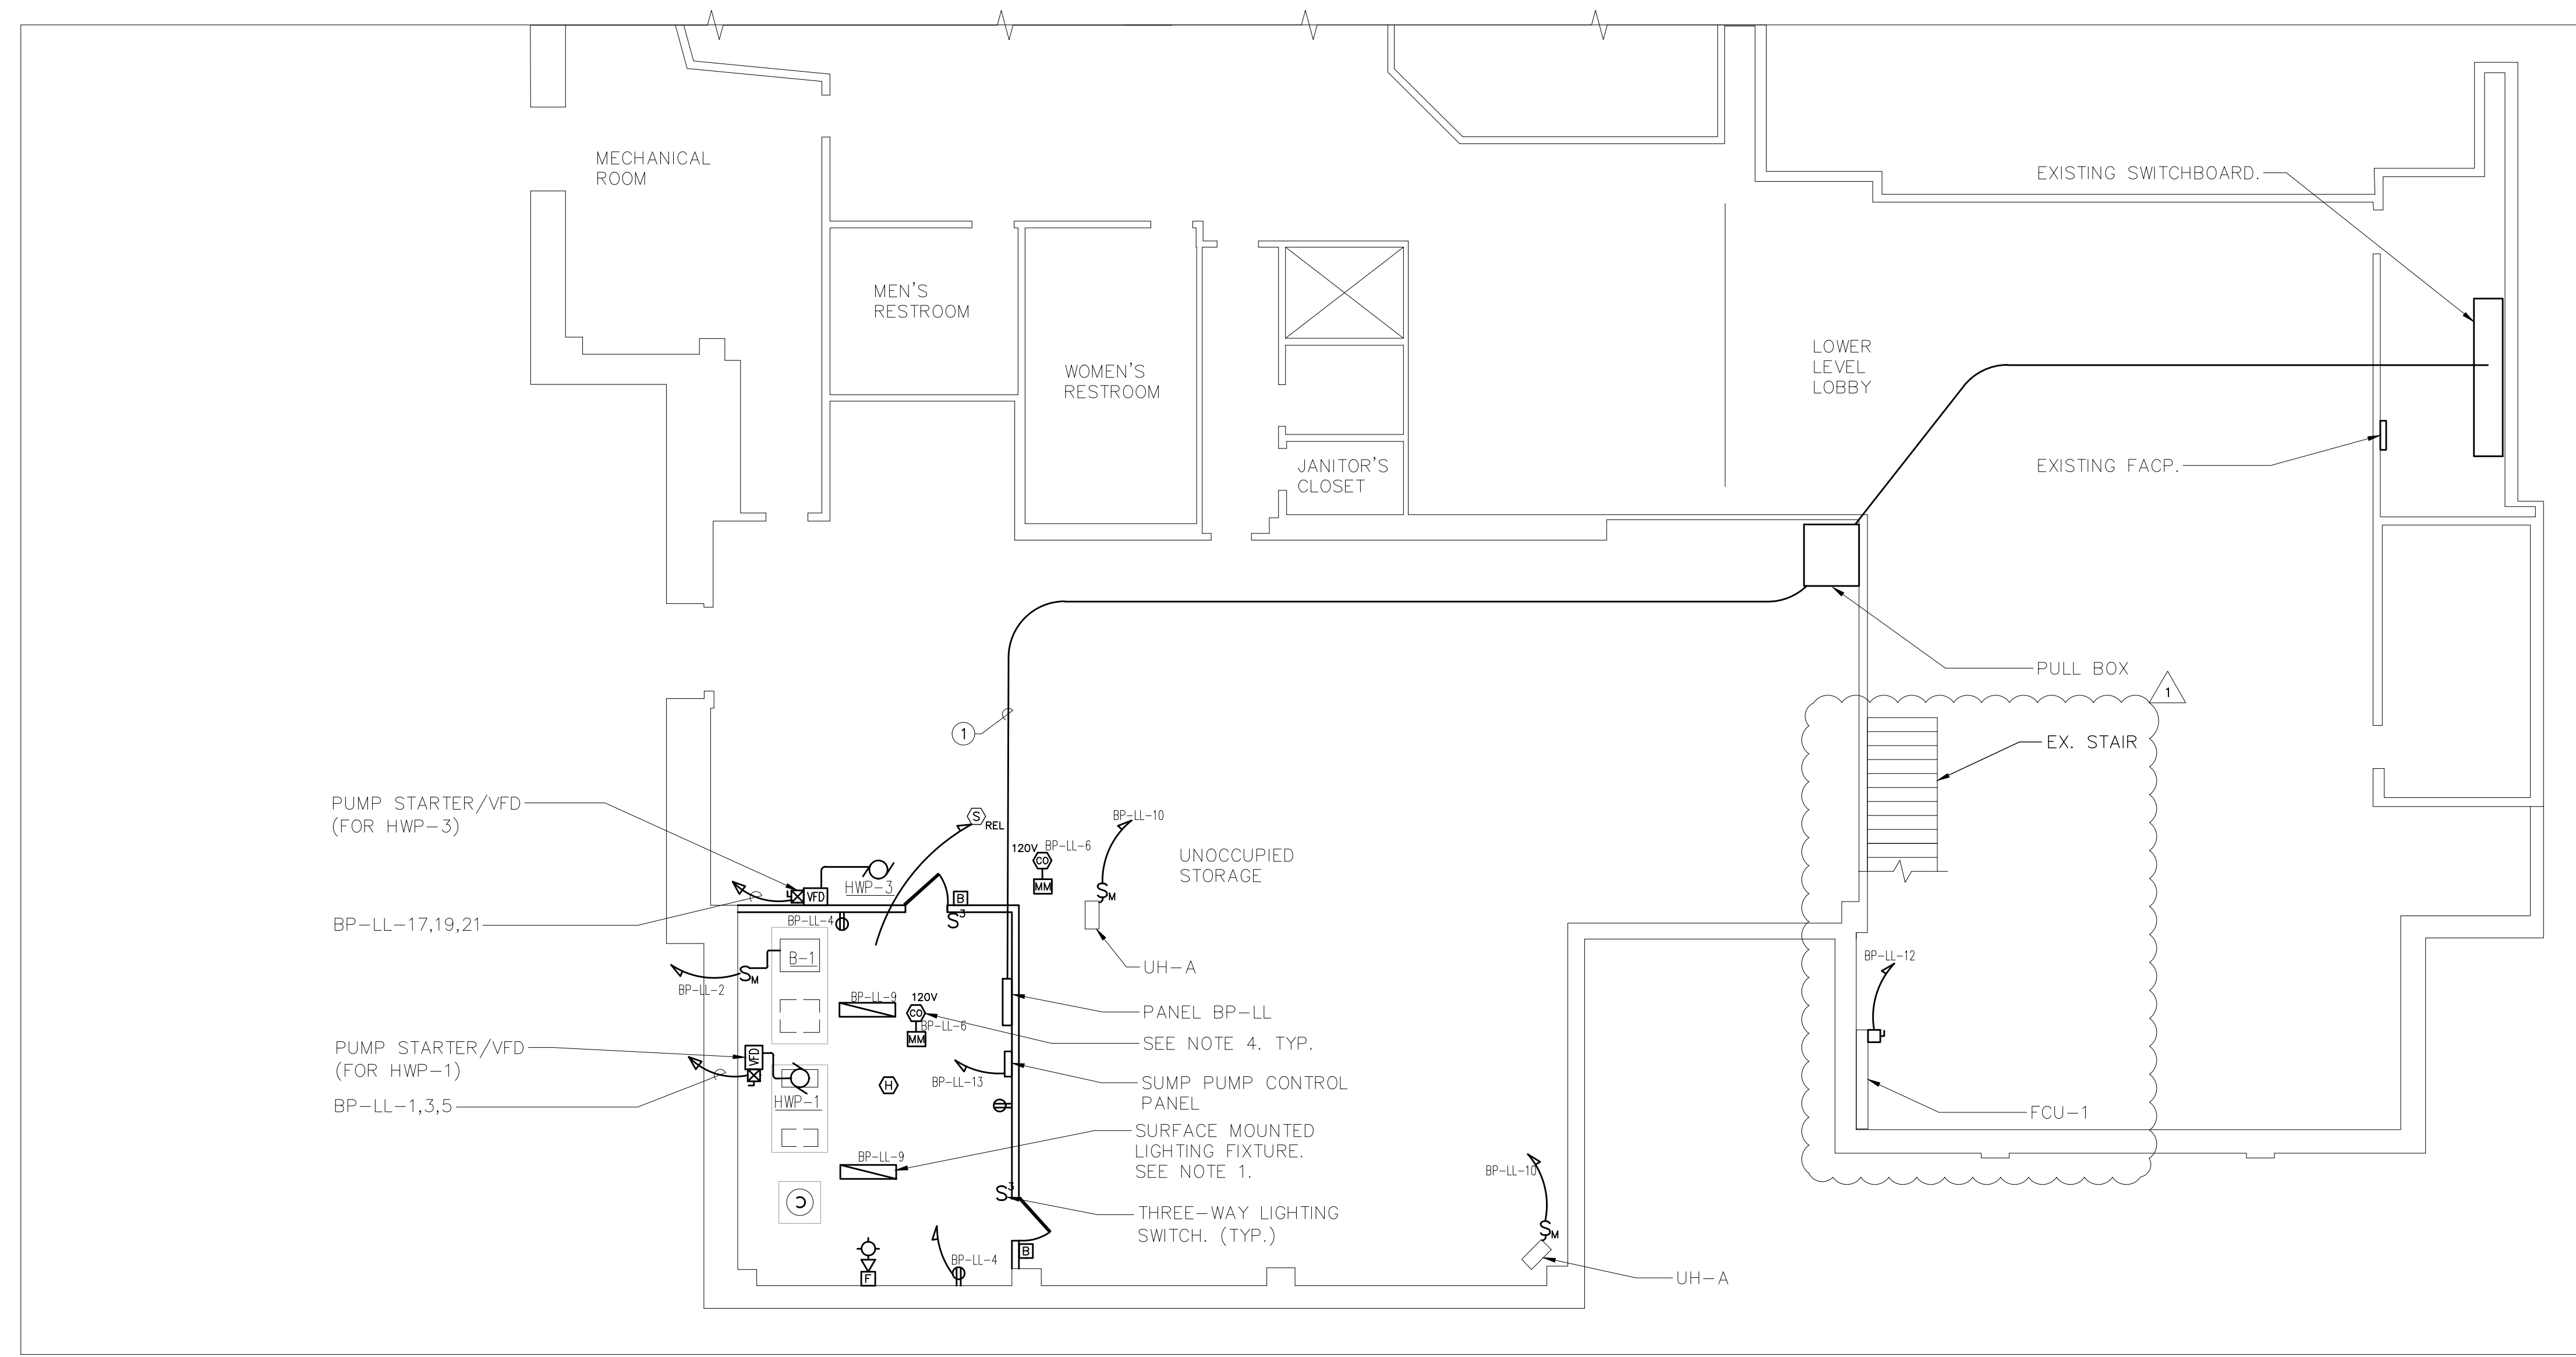 MECHANICAL
ROOM
MEN'S
RESTROOM
WOMEN'S
RESTROOM
JANITOR'S
CLOSET
LOWER
LEVEL
LOBBY
EXISTING SWITCHBOARD.
EXISTING FACP.
PULL BOX
1
EX. STAIR
1
PUMP STARTER/VFD
(FOR HWP-3)
BP-LL-17,19,21
VFD
HWP-3
S
REL
120V
BP-LL-6
CO
MM
BP-LL-10
SM
UH-A
UNOCCUPIED
STORAGE
BP-LL-4
B
S3
B-1
SM
BP-LL-2
BP-LL-9
120V
CO
BP-LL-6
MM
PANEL BP-LL
SEE NOTE 4. TYP.
BP-LL-12
FCU-1
PUMP STARTER/VFD
(FOR HWP-1)
BP-LL-1,3,5
VFD
HWP-1
H
BP-LL-13
SUMP PUMP CONTROL
PANEL
BP-LL-9
SURFACE MOUNTED
LIGHTING FIXTURE.
SEE NOTE 1.
S3
THREE-WAY LIGHTING
SWITCH. (TYP.)
B
F
BP-LL-4
BP-LL-10
SM
UH-A